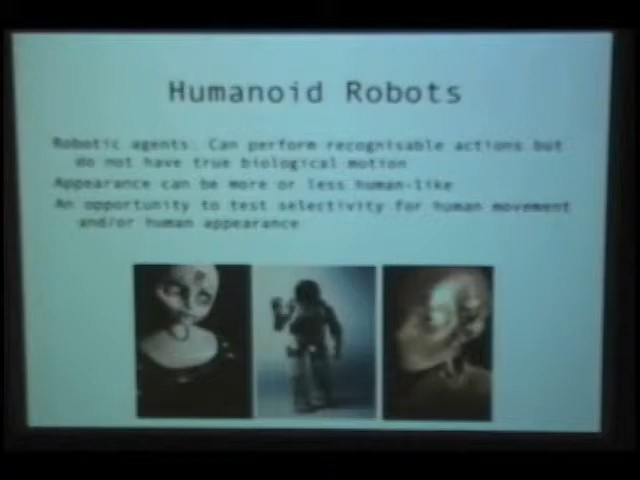 Humanoid Robots
Robotic agents: Can perform recognisable actions but
do not have true biological motion
Appearance can be more or less human-like
An opportunity to test selectivity for human movement
and/or human appearance